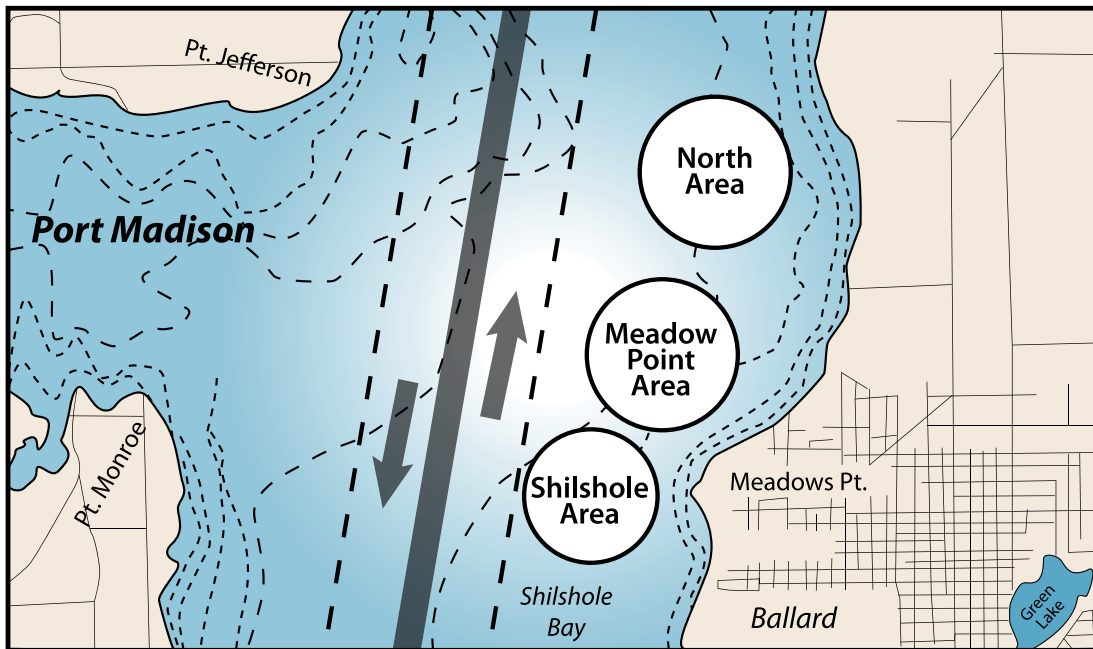 Pt. Jefferson
North
Area
Port Madison
Meadow
Point
Area
Pt. Monroe
Meadows Pt.
Shilshole
Area
Shilshole
Bay
Ballard
Green
Lake